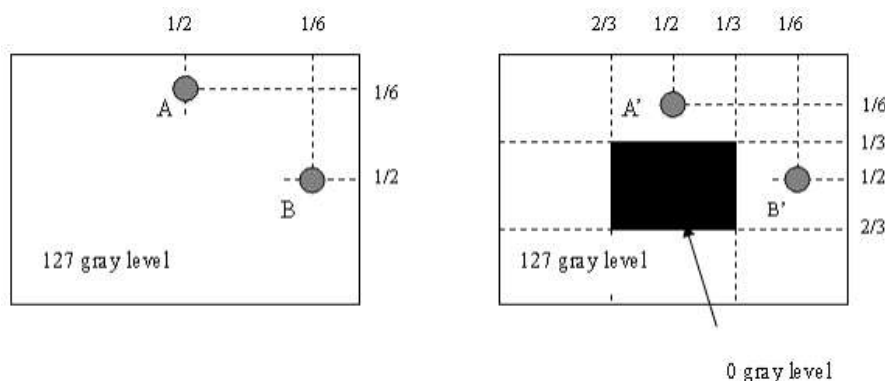 1/2 1/6
A
1/6
B
1/2
127 gray level
2/3 1/2 1/3 1/6
A'
1/6
1/3
1/2
B'
2/3
127 gray level
0 gray level